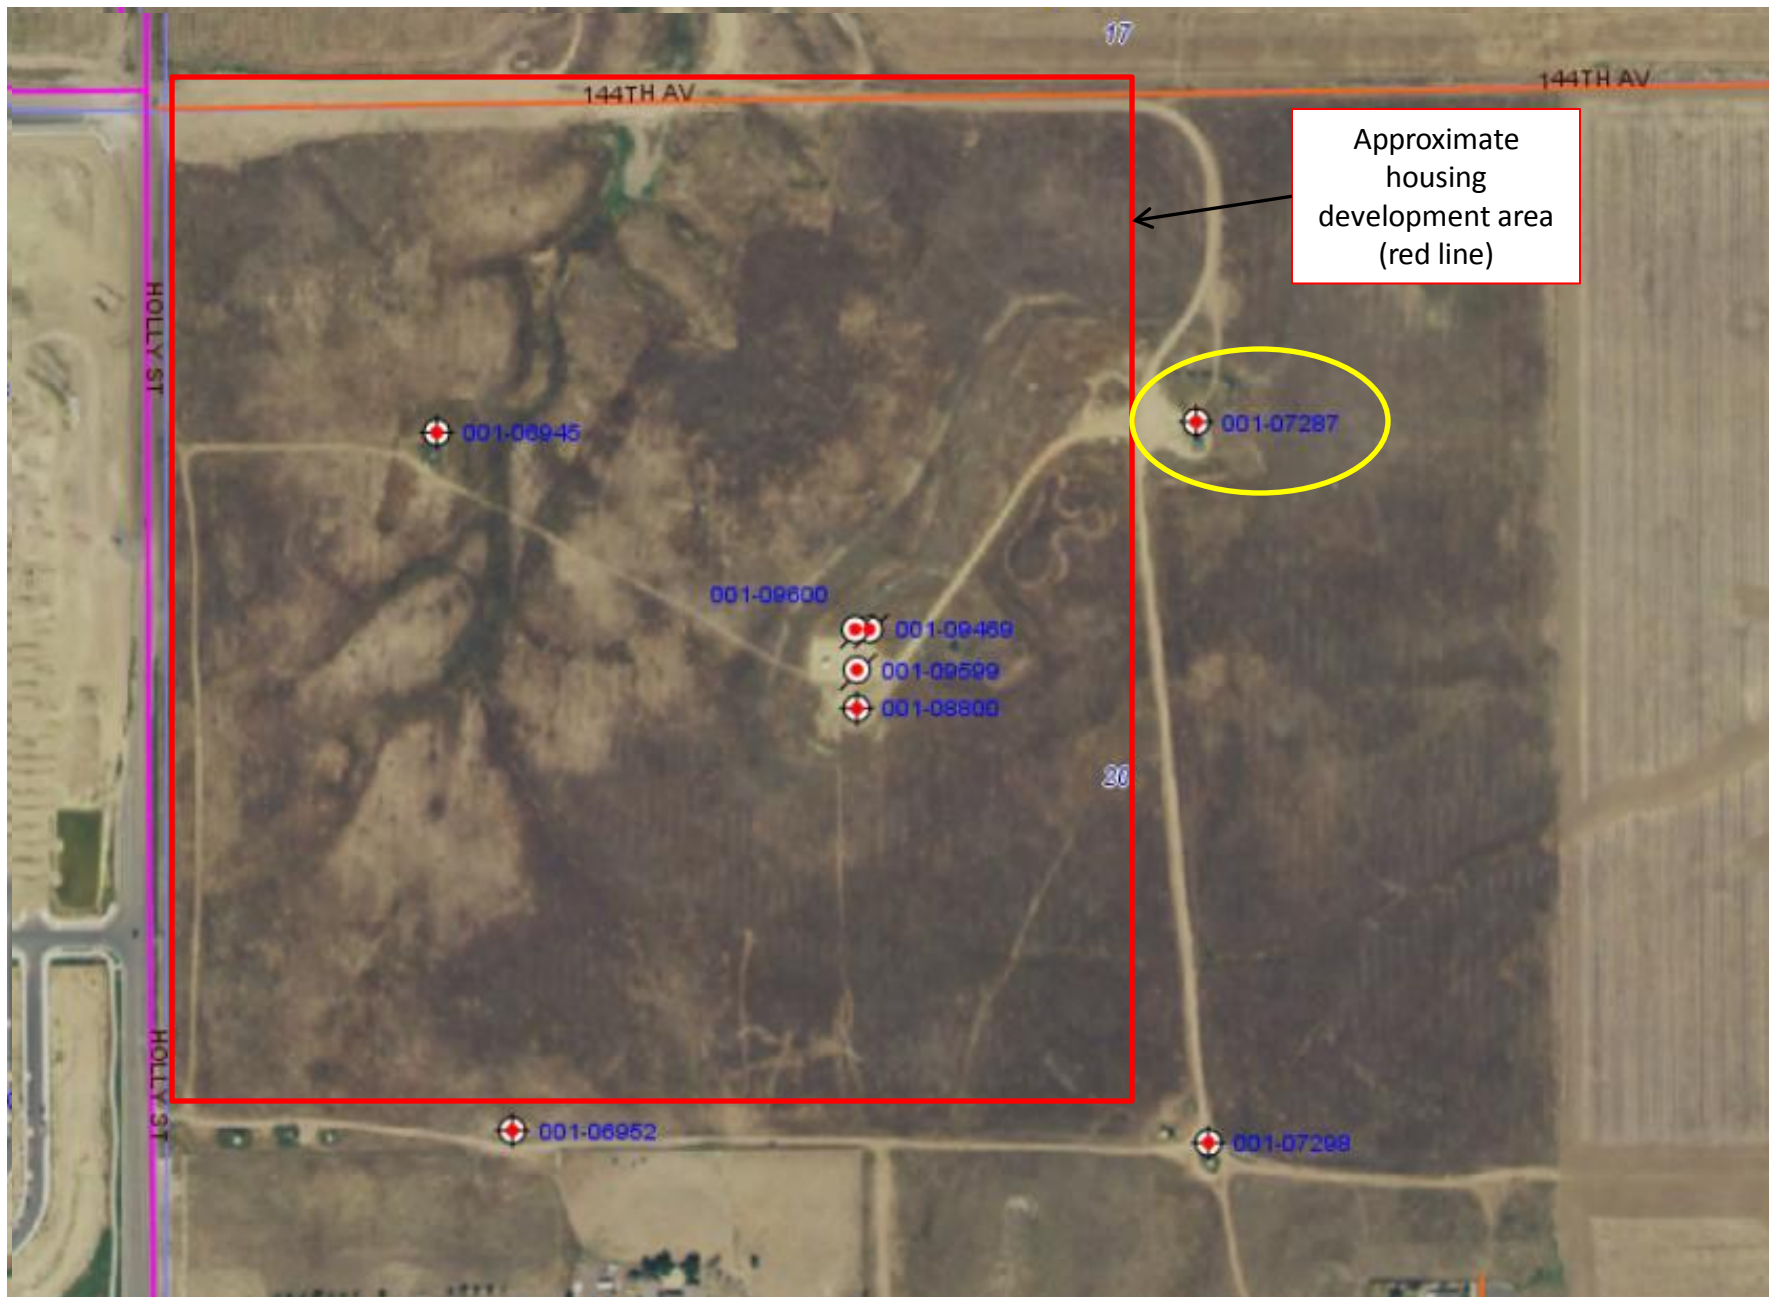 17
144TH AV
144TH AV
Approximate
housing
development area
(red line)
HOLLY ST
001-06945
001-07287
001-09600
001-09469
001-09599
001-08800
20
HOLLY ST
001-06952
001-07298